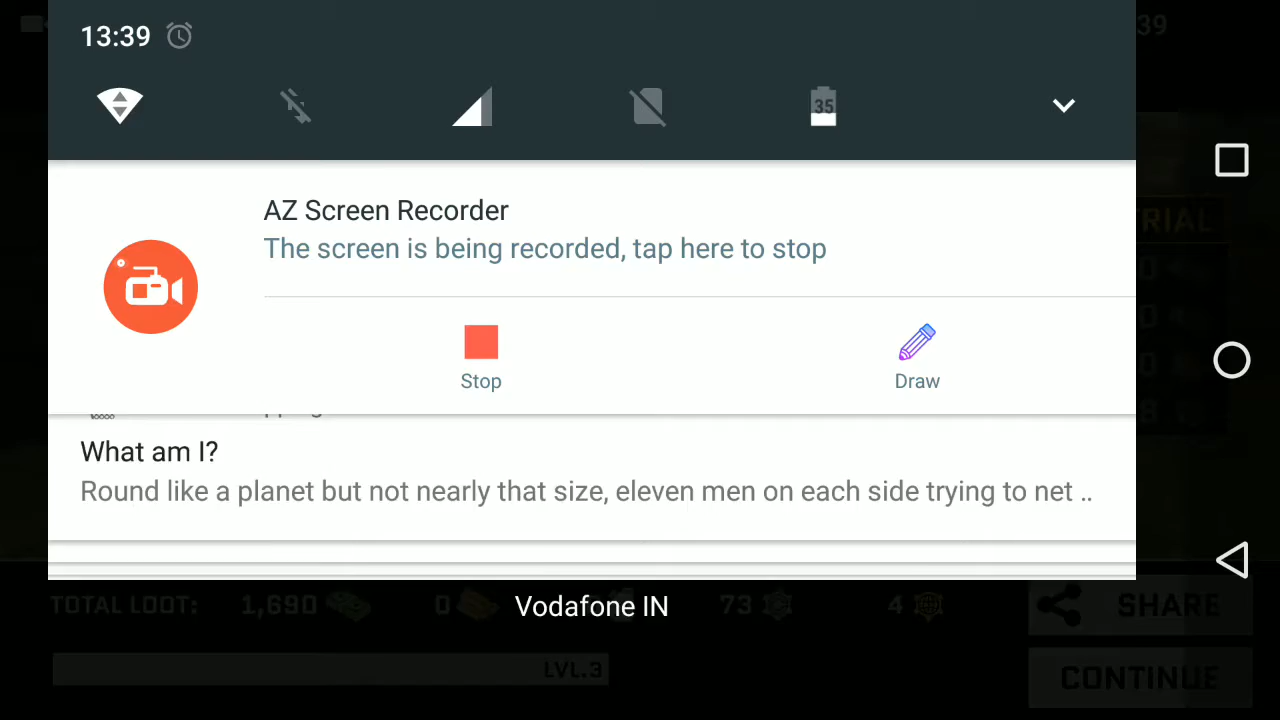 13:39
39
35
AZ Screen Recorder
The screen is being recorded, tap here to stop
TRIAL
Stop
Draw
What am I?
Round like a planet but not nearly that size, eleven men on each side trying to net ..
TOTAL LOOT: 1,690 0 73 4 SHARE
Vodafone IN
LVL.3
CONTINUE